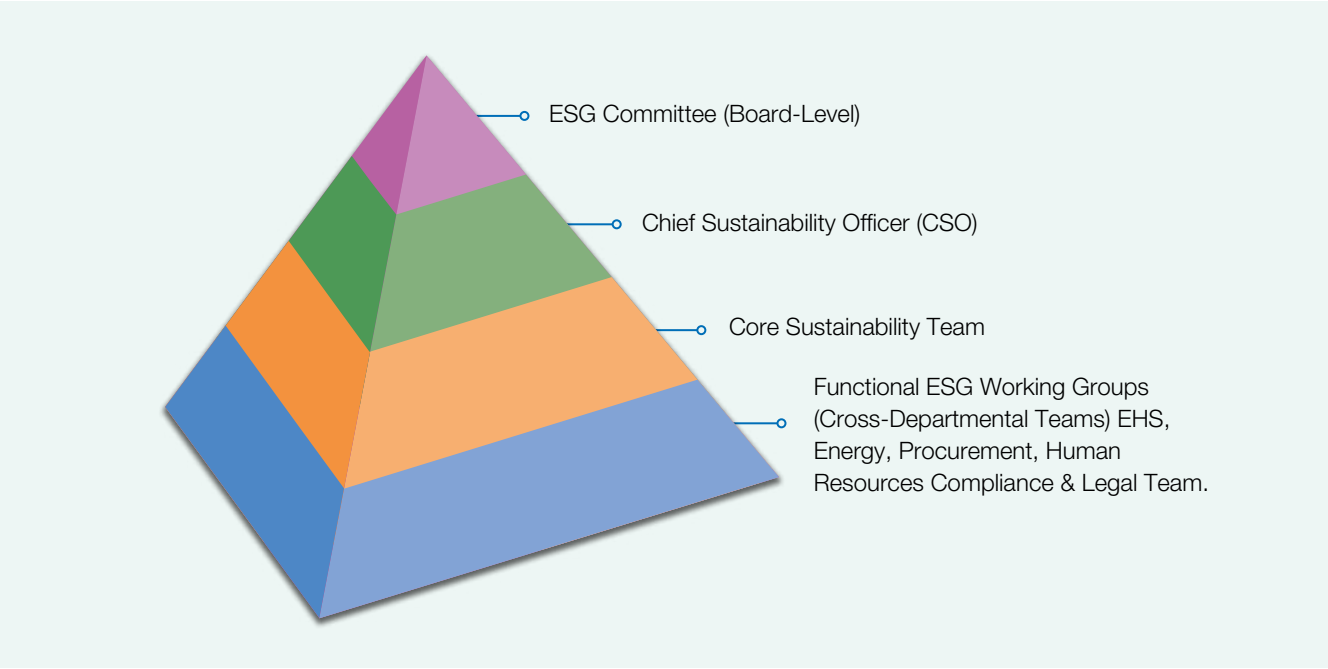 ESG Committee (Board-Level)
Chief Sustainability Officer (CSO)
Core Sustainability Team
Functional ESG Working Groups
(Cross-Departmental Teams) EHS,
Energy, Procurement, Human
Resources Compliance & Legal Team.